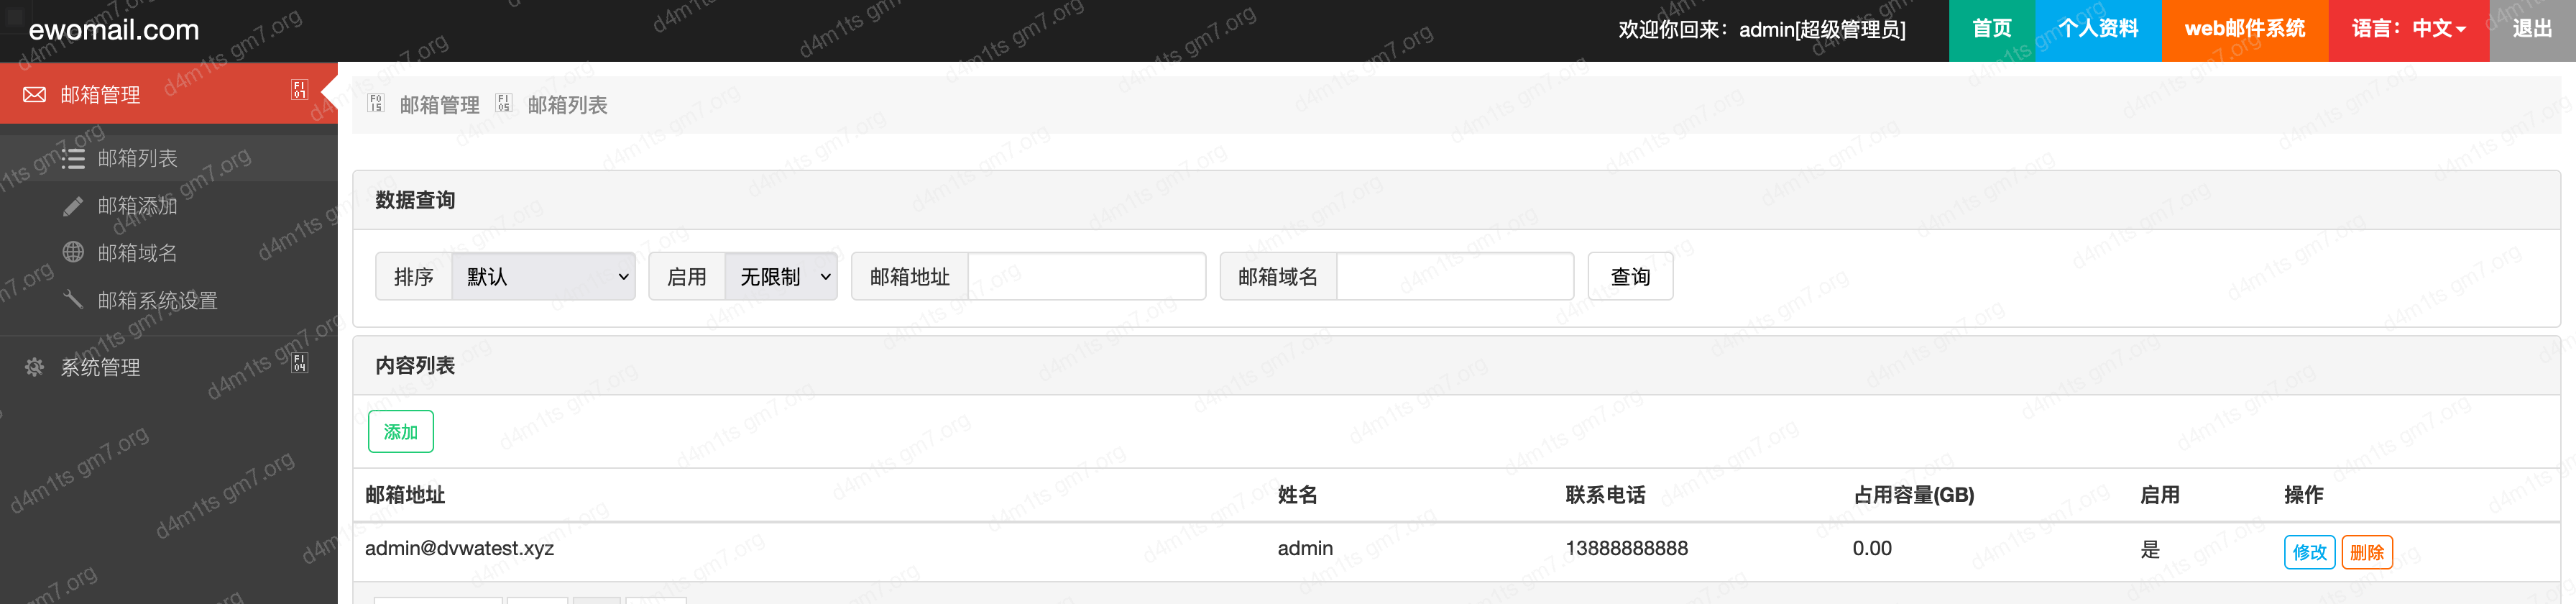 ewomail.com
欢迎你回来：admin[超级管理员]
首页
个人资料
web邮件系统
语言：中文
退出
邮箱管理
邮箱列表
邮箱添加
邮箱域名
邮箱系统设置
系统管理
邮箱管理 邮箱列表
数据查询
排序 默认 启用 无限制 邮箱地址 邮箱域名 查询
内容列表
添加
邮箱地址 姓名 联系电话 占用容量(GB) 启用 操作
admin@dvwatest.xyz admin 13888888888 0.00 是 修改 删除
d4m1ts gm7.org